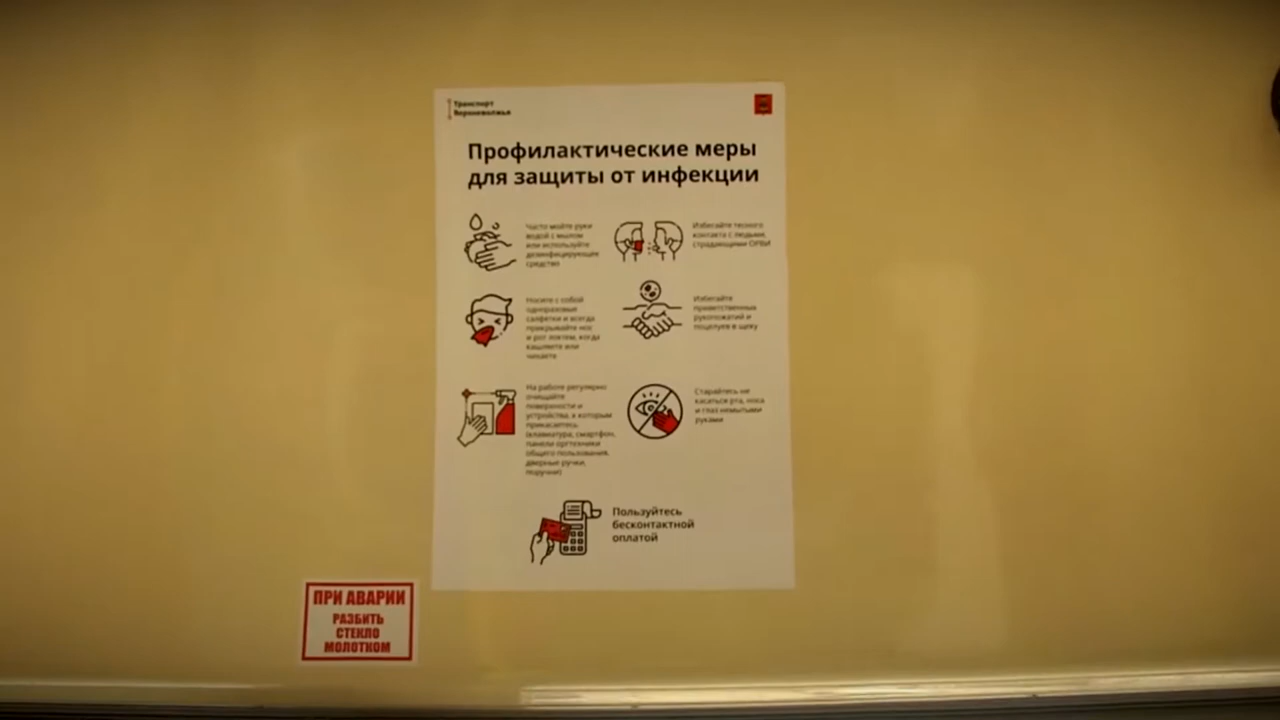 Транспорт
Верхневолжья
Профилактические меры
для защиты от инфекции
Часто мойте руки
водой с мылом
или используйте
дезинфицирующее
средство
Избегайте тесного
контакта с людьми,
страдающими ОРВИ
Носите с собой
одноразовые
салфетки и всегда
прикрывайте нос
и рот локтем, когда
кашляете или
чихаете
Избегайте
приветственных
рукопожатий и
поцелуев в щеку
На работе регулярно
очищайте
поверхности и
устройства, к которым
прикасаетесь
(клавиатура, смартфон,
панели оргтехники
общего пользования,
дверные ручки,
поручни)
Старайтесь не
касаться рта, носа
и глаз немытыми
руками
Пользуйтесь
бесконтактной
оплатой
ПРИ АВАРИИ
РАЗБИТЬ
СТЕКЛО
МОЛОТКОМ